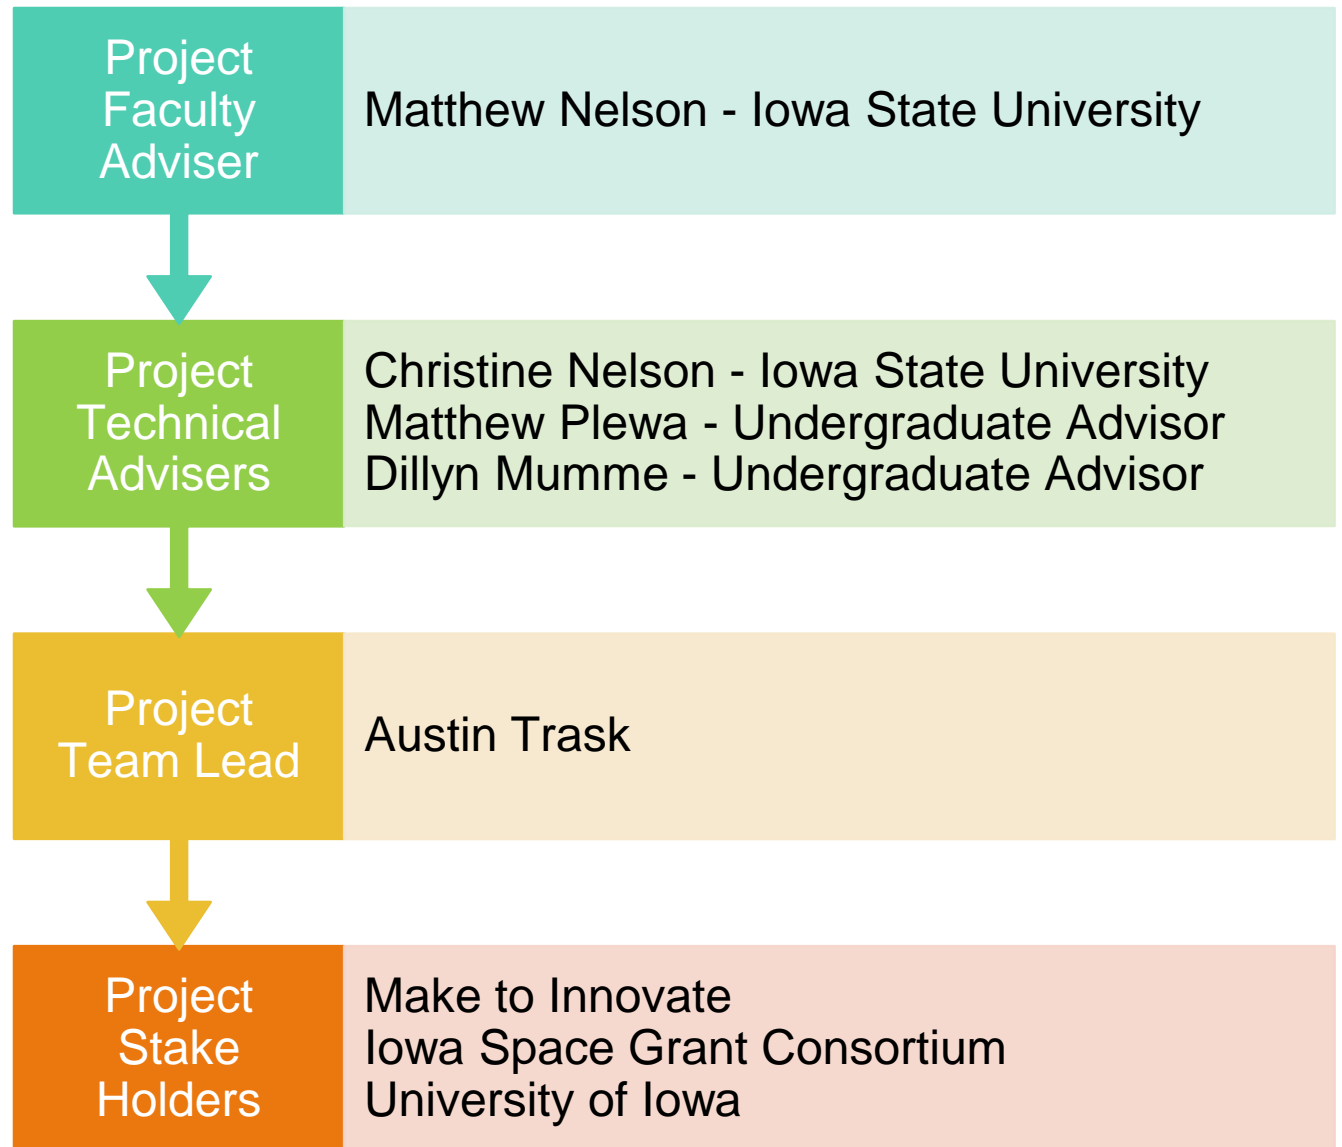 Project
Faculty
Adviser
Matthew Nelson - Iowa State University
Project
Technical
Advisers
Christine Nelson - Iowa State University
Matthew Plewa - Undergraduate Advisor
Dillyn Mumme - Undergraduate Advisor
Project
Team Lead
Austin Trask
Project
Stake
Holders
Make to Innovate
Iowa Space Grant Consortium
University of Iowa